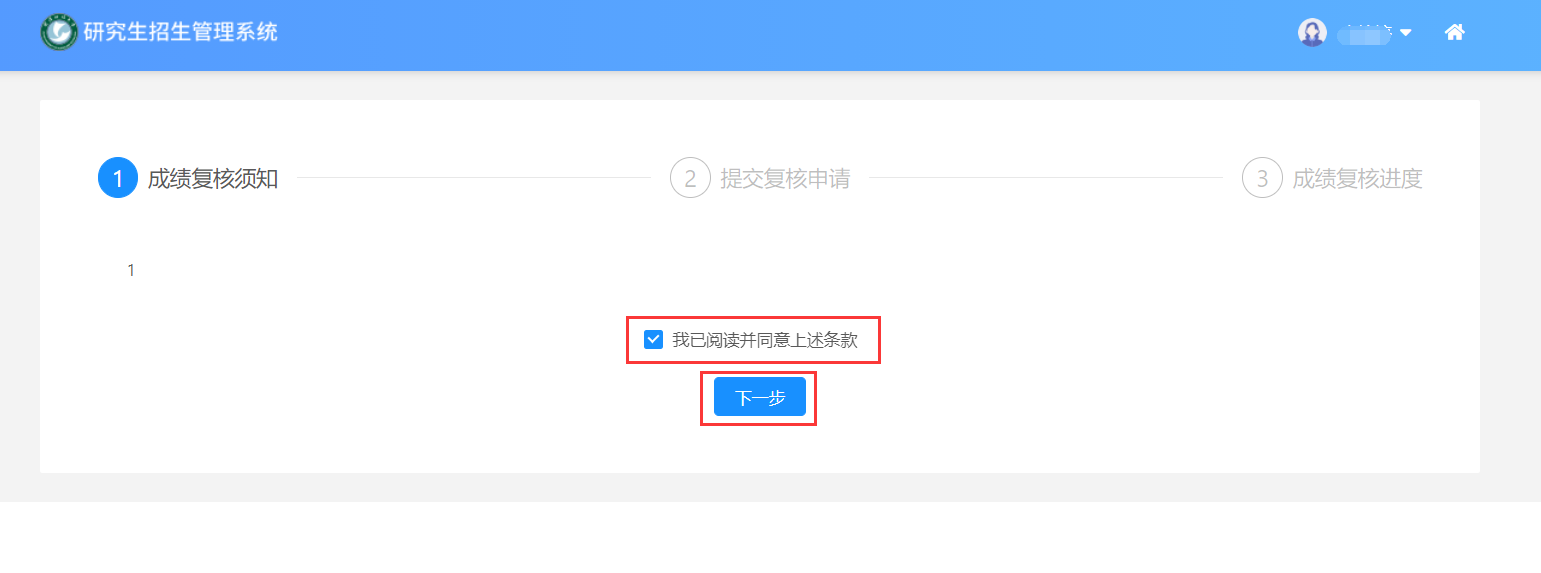 研究生招生管理系统
1 成绩复核须知
2 提交复核申请
3 成绩复核进度
1
我已阅读并同意上述条款
下一步